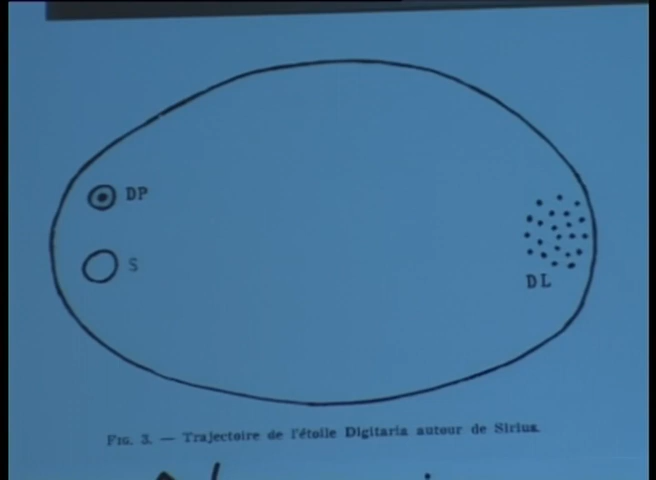 DP
S
DL
FIG. 3. — Trajectoire de l'étoile Digitaria autour de Sirius.